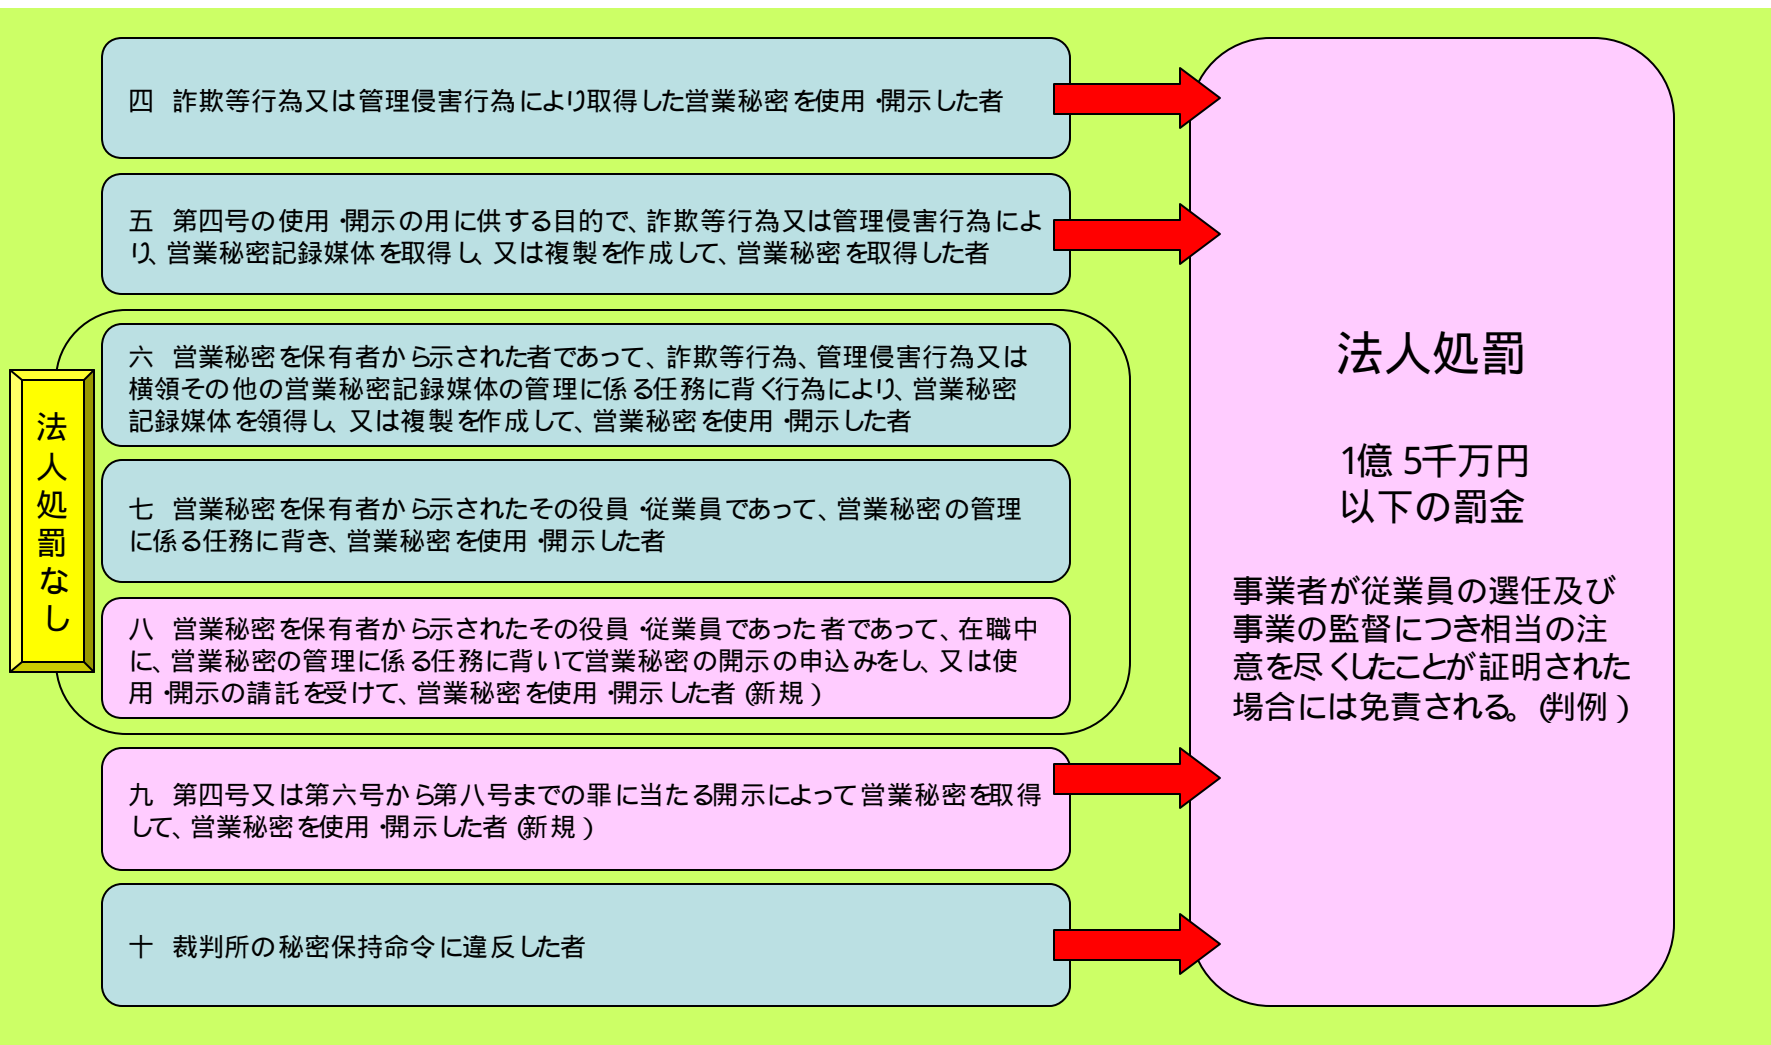 四 詐欺等行為又は管理侵害行為により取得した営業秘密を使用・開示した者
五 第四号の使用・開示の用に供する目的で、詐欺等行為又は管理侵害行為によ
り、営業秘密記録媒体を取得し、又は複製を作成して、営業秘密を取得した者
六 営業秘密を保有者から示された者であって、詐欺等行為、管理侵害行為又は
横領その他の営業秘密記録媒体の管理に係る任務に背く行為により、営業秘密
記録媒体を領得し、又は複製を作成して、営業秘密を使用・開示した者
七 営業秘密を保有者から示されたその役員・従業員であって、営業秘密の管理
に係る任務に背き、営業秘密を使用・開示した者
八 営業秘密を保有者から示されたその役員・従業員であった者であって、在職中
に、営業秘密の管理に係る任務に背いて営業秘密の開示の申込みをし、又は使
用・開示の請託を受けて、営業秘密を使用・開示した者(新規)
法人処罰なし
九 第四号又は第六号から第八号までの罪に当たる開示によって営業秘密を取得
して、営業秘密を使用・開示した者(新規)
十 裁判所の秘密保持命令に違反した者
法人処罰
1億5千万円
以下の罰金
事業者が従業員の選任及び
事業の監督につき相当の注
意を尽くしたことが証明された
場合には免責される。(判例)